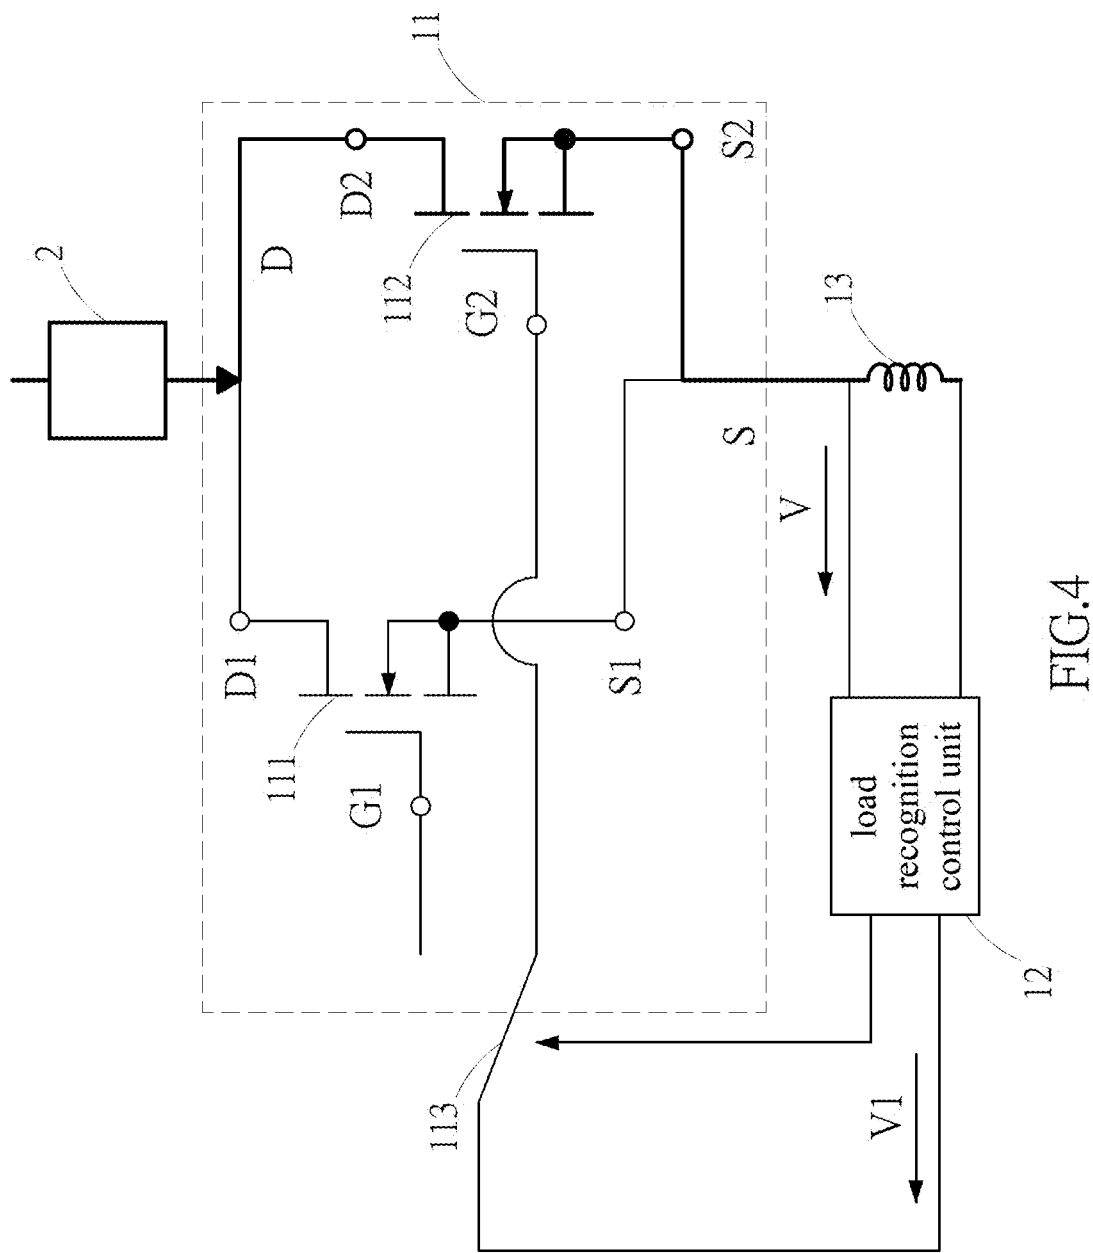 11
2
D
D2
S2
112
G2
13
D1
111
G1
S1
S
V
load
recognition
control unit
12
113
V1
FIG.4